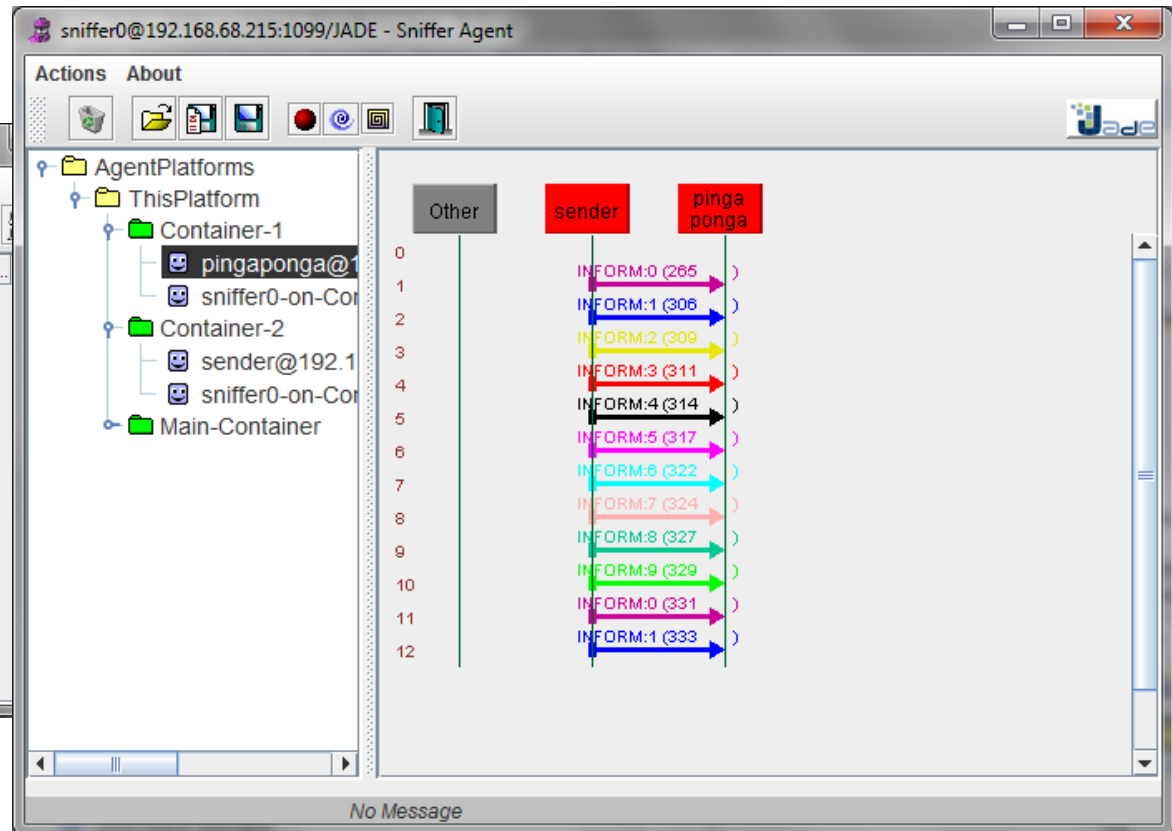 sniffer0@192.168.68.215:1099/JADE - Sniffer Agent
Actions About
Jade
AgentPlatforms
ThisPlatform
Container-1
pingaponga@1
sniffer0-on-Cor
Container-2
sender@192.1
sniffer0-on-Cor
Main-Container
Other
sender
pinga
ponga
0
INFORM:0 (265 )
1
INFORM:1 (306 )
2
INFORM:2 (309 )
3
INFORM:3 (311 )
4
INFORM:4 (314 )
5
INFORM:5 (317 )
6
INFORM:6 (322 )
7
INFORM:7 (324 )
8
INFORM:8 (327 )
9
INFORM:9 (329 )
10
INFORM:0 (331 )
11
INFORM:1 (333 )
12
No Message